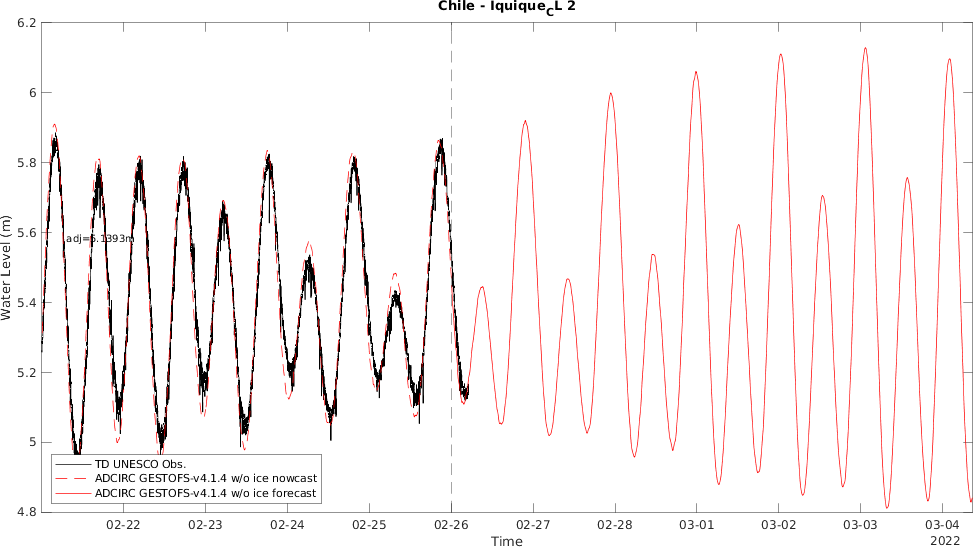 Chile - Iquique_CL 2
6.2
6
5.8
5.6
5.4
5.2
5
4.8
Water Level (m)
adj=5.1393m
TD UNESCO Obs.
ADCIRC GESTOFS-v4.1.4 w/o ice nowcast
ADCIRC GESTOFS-v4.1.4 w/o ice forecast
02-22 02-23 02-24 02-25 02-26 02-27 02-28 03-01 03-02 03-03 03-04
Time 2022